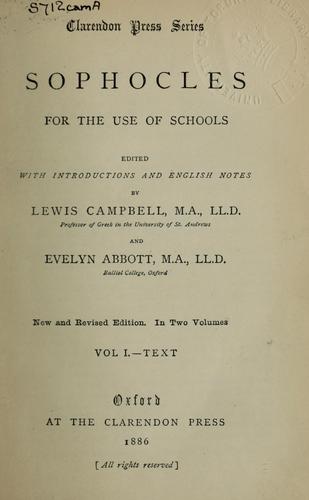 S712camA
Clarendon Press Series
SOPHOCLES
FOR THE USE OF SCHOOLS
EDITED
WITH INTRODUCTIONS AND ENGLISH NOTES
BY
LEWIS CAMPBELL, M.A., LL.D.
Professor of Greek in the University of St. Andrews
AND
EVELYN ABBOTT, M.A., LL.D.
Balliol College, Oxford
New and Revised Edition. In Two Volumes
VOL I.—TEXT
Oxford
AT THE CLARENDON PRESS
1886
[All rights reserved]